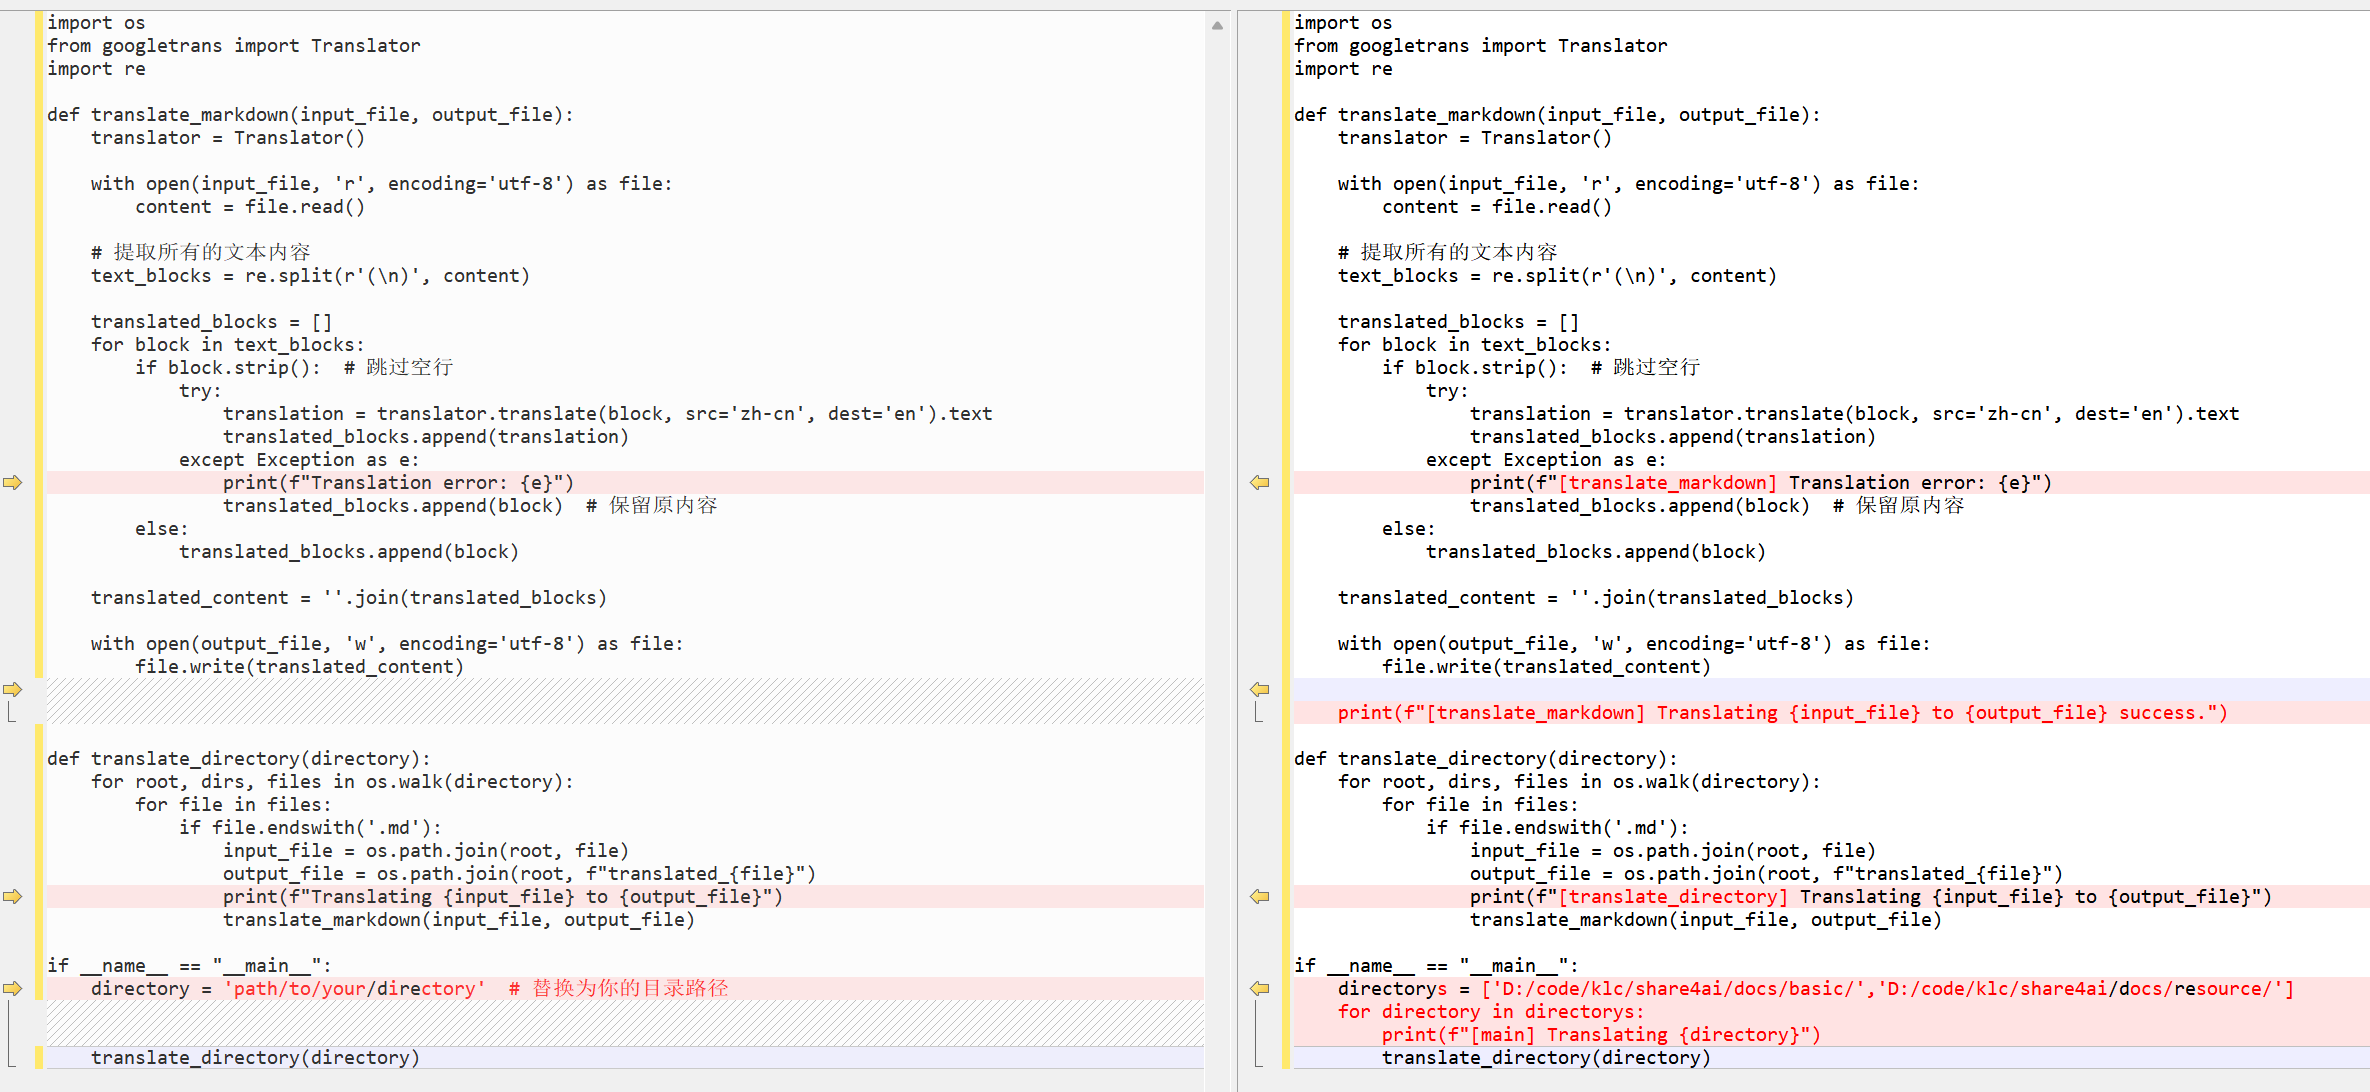 import os
from googletrans import Translator
import re
def translate_markdown(input_file, output_file):
    translator = Translator()
    with open(input_file, 'r', encoding='utf-8') as file:
        content = file.read()
    # 提取所有的文本内容
    text_blocks = re.split(r'(\n)', content)
    translated_blocks = []
    for block in text_blocks:
        if block.strip():  # 跳过空行
            try:
                translation = translator.translate(block, src='zh-cn', dest='en').text
                translated_blocks.append(translation)
            except Exception as e:
                print(f"Translation error: {e}")
                translated_blocks.append(block)  # 保留原内容
        else:
            translated_blocks.append(block)
    translated_content = ''.join(translated_blocks)
    with open(output_file, 'w', encoding='utf-8') as file:
        file.write(translated_content)
def translate_directory(directory):
    for root, dirs, files in os.walk(directory):
        for file in files:
            if file.endswith('.md'):
                input_file = os.path.join(root, file)
                output_file = os.path.join(root, f"translated_{file}")
                print(f"Translating {input_file} to {output_file}")
                translate_markdown(input_file, output_file)
if __name__ == "__main__":
    directory = 'path/to/your/directory'  # 替换为你的目录路径
    translate_directory(directory)
import os
from googletrans import Translator
import re
def translate_markdown(input_file, output_file):
    translator = Translator()
    with open(input_file, 'r', encoding='utf-8') as file:
        content = file.read()
    # 提取所有的文本内容
    text_blocks = re.split(r'(\n)', content)
    translated_blocks = []
    for block in text_blocks:
        if block.strip():  # 跳过空行
            try:
                translation = translator.translate(block, src='zh-cn', dest='en').text
                translated_blocks.append(translation)
            except Exception as e:
                print(f"[translate_markdown] Translation error: {e}")
                translated_blocks.append(block)  # 保留原内容
        else:
            translated_blocks.append(block)
    translated_content = ''.join(translated_blocks)
    with open(output_file, 'w', encoding='utf-8') as file:
        file.write(translated_content)
    print(f"[translate_markdown] Translating {input_file} to {output_file} success.")
def translate_directory(directory):
    for root, dirs, files in os.walk(directory):
        for file in files:
            if file.endswith('.md'):
                input_file = os.path.join(root, file)
                output_file = os.path.join(root, f"translated_{file}")
                print(f"[translate_directory] Translating {input_file} to {output_file}")
                translate_markdown(input_file, output_file)
if __name__ == "__main__":
    directorys = ['D:/code/klc/share4ai/docs/basic/','D:/code/klc/share4ai/docs/resource/']
    for directory in directorys:
        print(f"[main] Translating {directory}")
        translate_directory(directory)